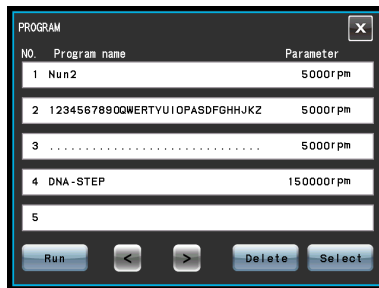 PROGRAM X
NO. Program name Parameter
1 Nun2 5000rpm
2 1234567890QWERTYUIOPASDFGHHJKZ 5000rpm
3 .............................. 5000rpm
4 DNA-STEP 150000rpm
5
Run < > Delete Select